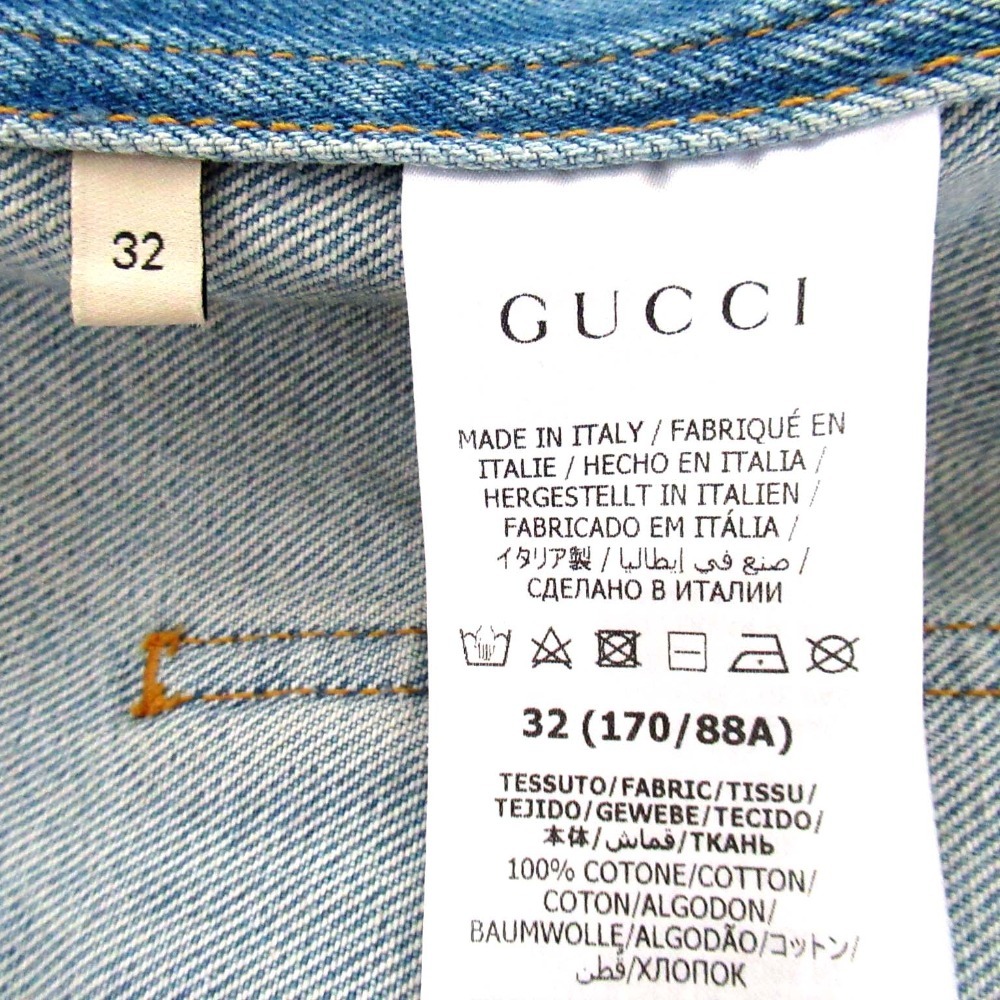 32
GUCCI
MADE IN ITALY / FABRIQUÉ EN
ITALIE / HECHO EN ITALIA /
HERGESTELLT IN ITALIEN /
FABRICADO EM ITÁLIA /
イタリア製 / صنع في إيطاليا /
СДЕЛАНО В ИТАЛИИ
32 (170/88A)
TESSUTO/FABRIC/TISSU/
TEJIDO/GEWEBE/TECIDO/
本体/قماش/ТКАНЬ
100% COTONE/COTTON/
COTON/ALGODON/
BAUMWOLLE/ALGODÃO/コットン/
قطن/ХЛОПОК